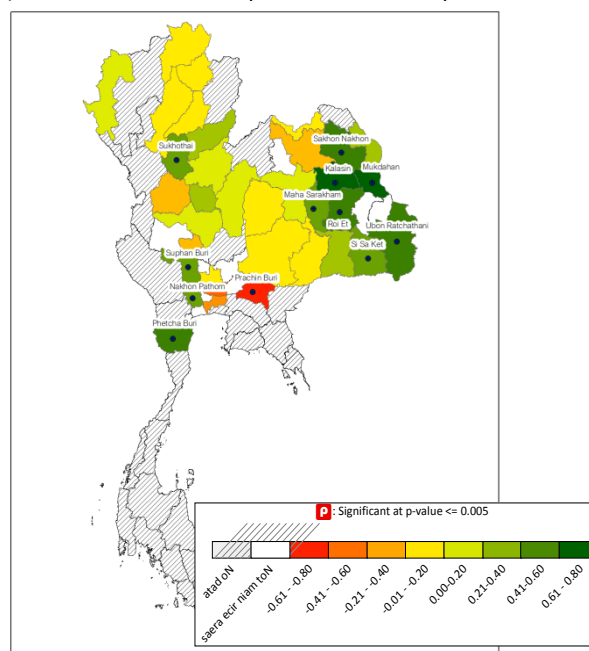 Sukhothai
Sakhon Nakhon
Kalasin
Mukdahan
Maha Sarakham
Roi Et
Ubon Ratchathani
Si Sa Ket
Suphan Buri
Prachin Buri
Nakhon Pathom
Phetcha Buri
P : Significant at p-value <= 0.005
atad oN
saera ecir niam toN
-0.61 - -0.80
-0.41 - -0.60
-0.21 - -0.40
-0.01 - -0.20
0.00-0.20
0.21-0.40
0.41-0.60
0.61 - 0.80